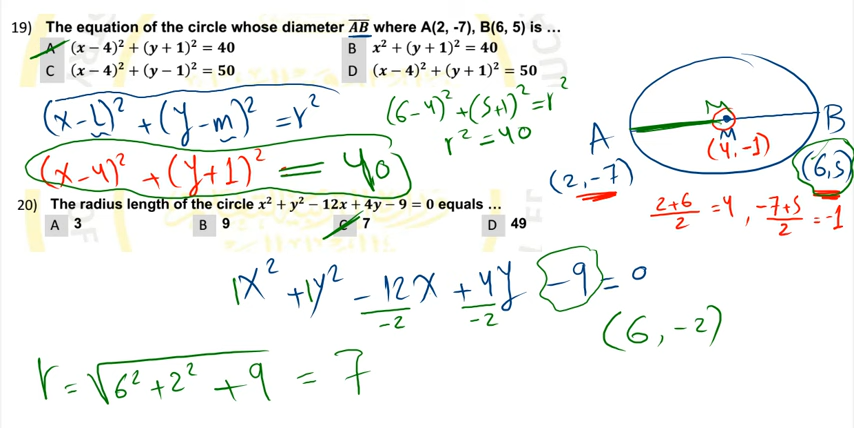 19) The equation of the circle whose diameter A̅B̅ where A(2, -7), B(6, 5) is ...
A (x − 4)² + (y + 1)² = 40 B x² + (y + 1)² = 40
C (x − 4)² + (y − 1)² = 50 D (x − 4)² + (y + 1)² = 50
(x-L)² + (y-m)² = r²
(6-4)² + (5+1)² = r²
r² = 40
(x-4)² + (y+1)² = 40
M
A B
M
(4,-1)
(2,-7) (6,5)
2+6/2 = 4, -7+5/2 = -1
20) The radius length of the circle x² + y² − 12x + 4y − 9 = 0 equals ...
A 3 B 9 C 7 D 49
1x² + 1y² - 12x + 4y - 9 = 0
-2 -2
(6, -2)
r = √6² + 2² + 9 = 7